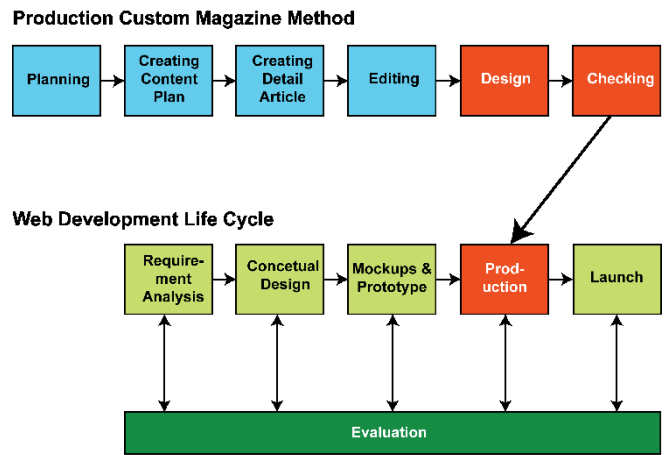 Production Custom Magazine Method
Planning
Creating
Content
Plan
Creating
Detail
Article
Editing
Design
Checking
Web Development Life Cycle
Require-
ment
Analysis
Concetual
Design
Mockups &
Prototype
Prod-
uction
Launch
Evaluation